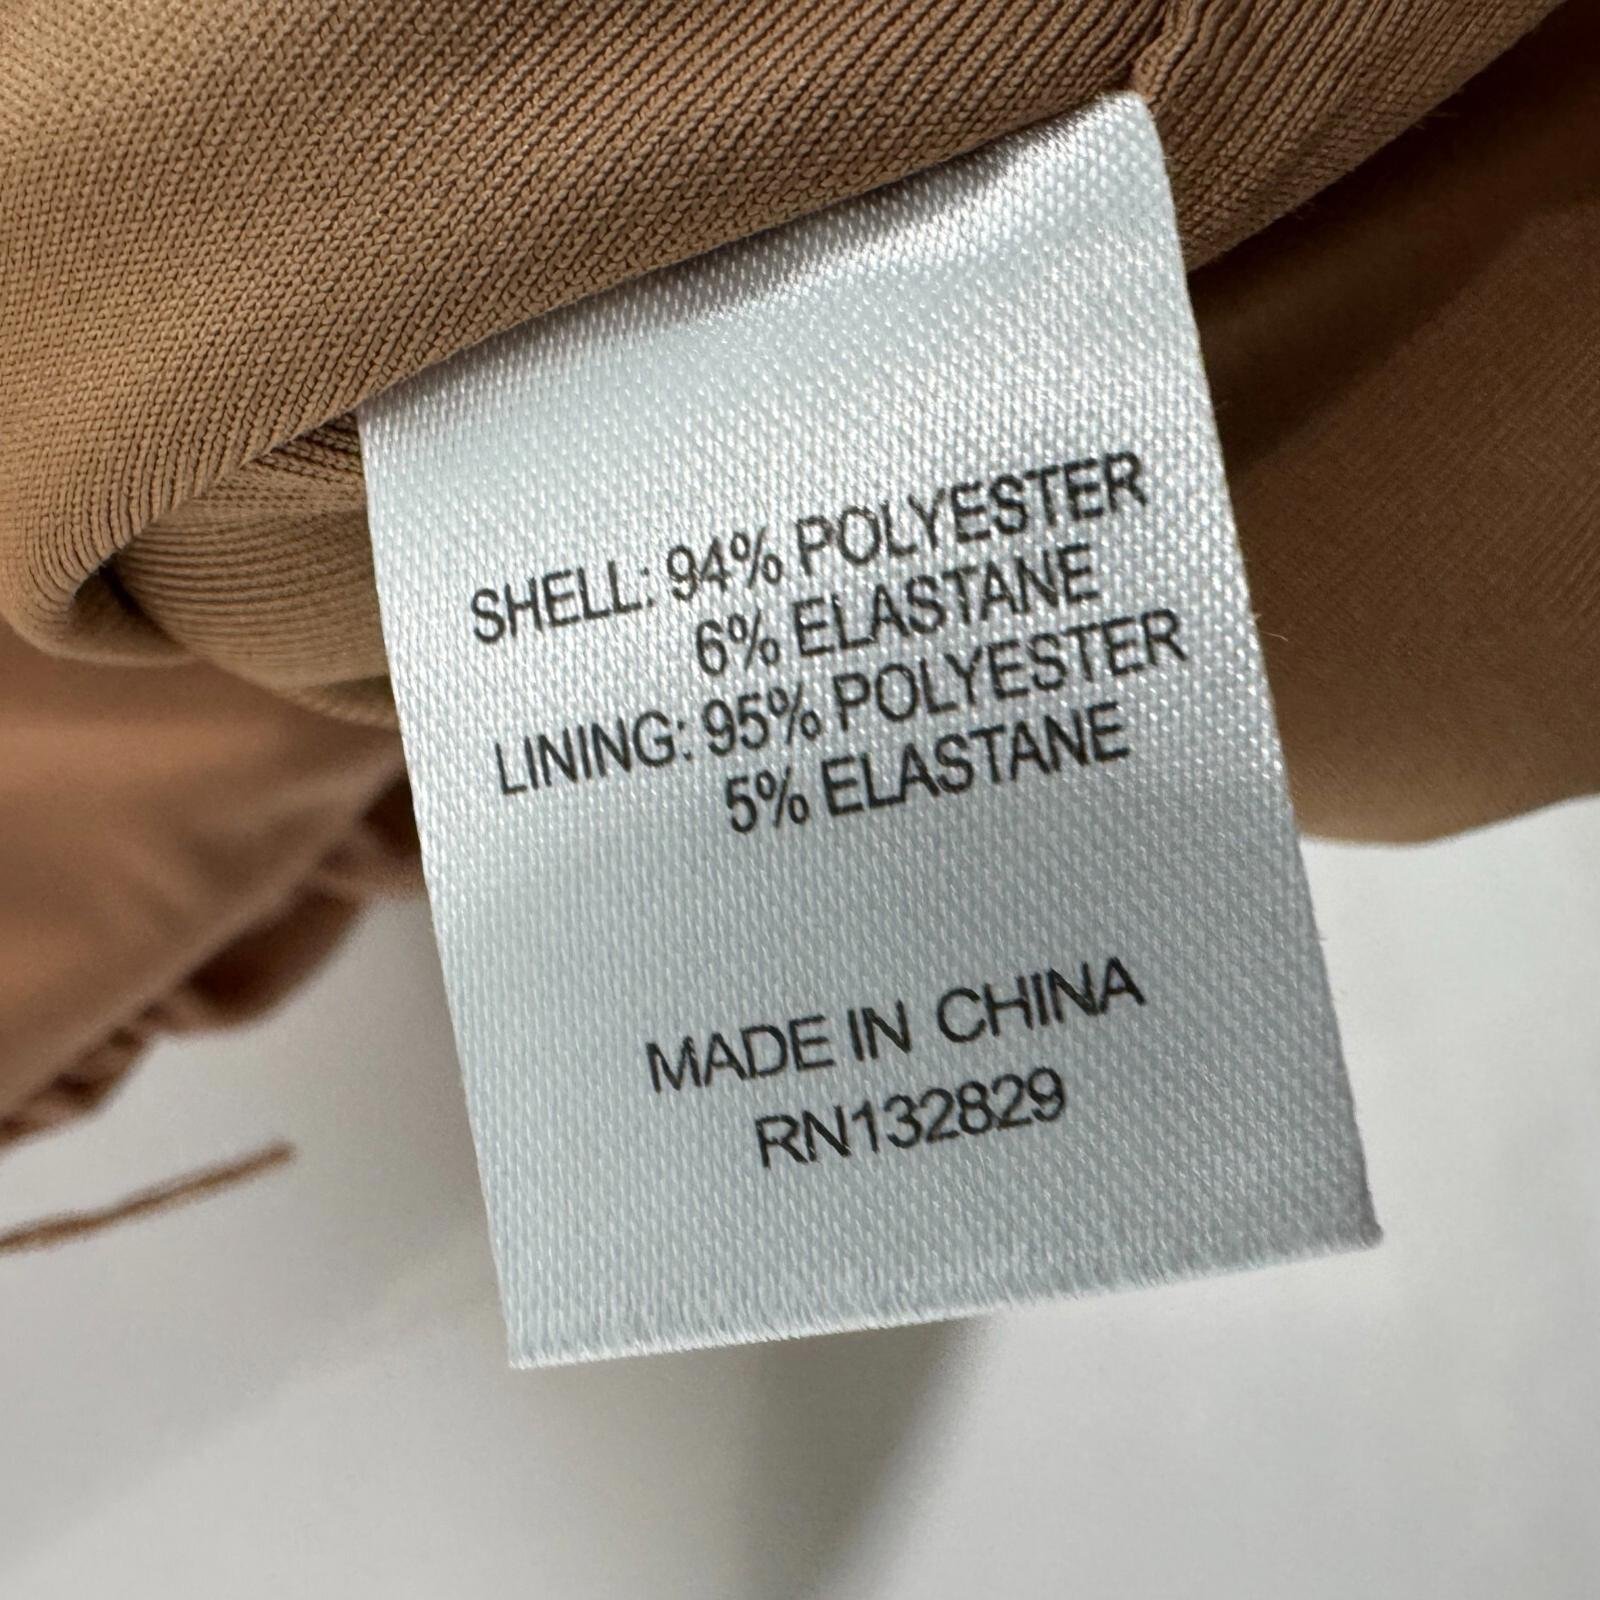 SHELL: 94% POLYESTER
6% ELASTANE
LINING: 95% POLYESTER
5% ELASTANE
MADE IN CHINA
RN132829